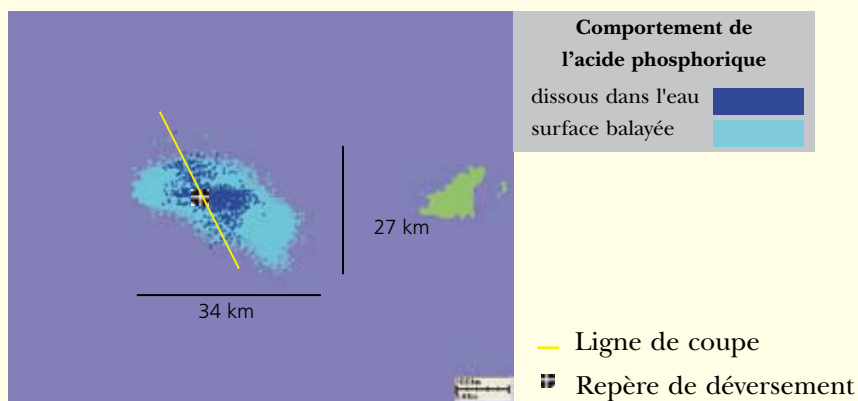 Comportement de
l'acide phosphorique
dissous dans l'eau
surface balayée
27 km
34 km
Ligne de coupe
Repère de déversement